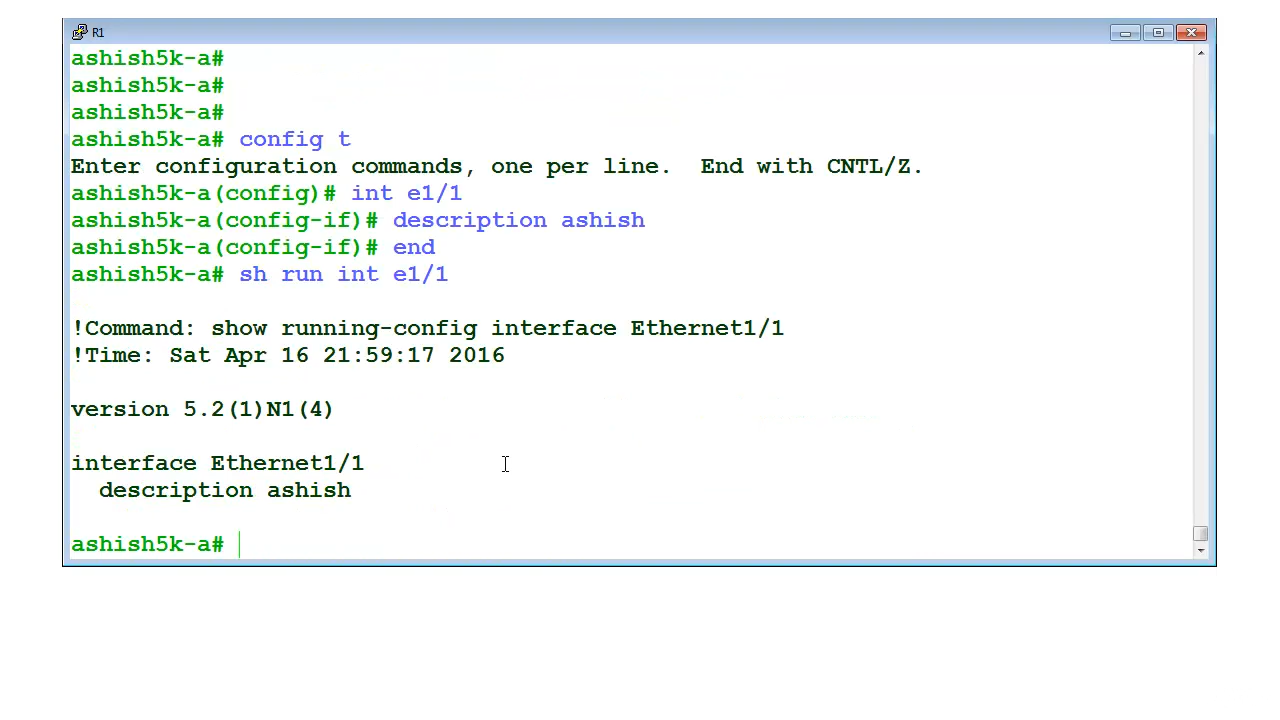 R1
ashish5k-a#
ashish5k-a#
ashish5k-a#
ashish5k-a# config t
Enter configuration commands, one per line.  End with CNTL/Z.
ashish5k-a(config)# int e1/1
ashish5k-a(config-if)# description ashish
ashish5k-a(config-if)# end
ashish5k-a# sh run int e1/1
!Command: show running-config interface Ethernet1/1
!Time: Sat Apr 16 21:59:17 2016
version 5.2(1)N1(4)
interface Ethernet1/1
  description ashish
ashish5k-a#